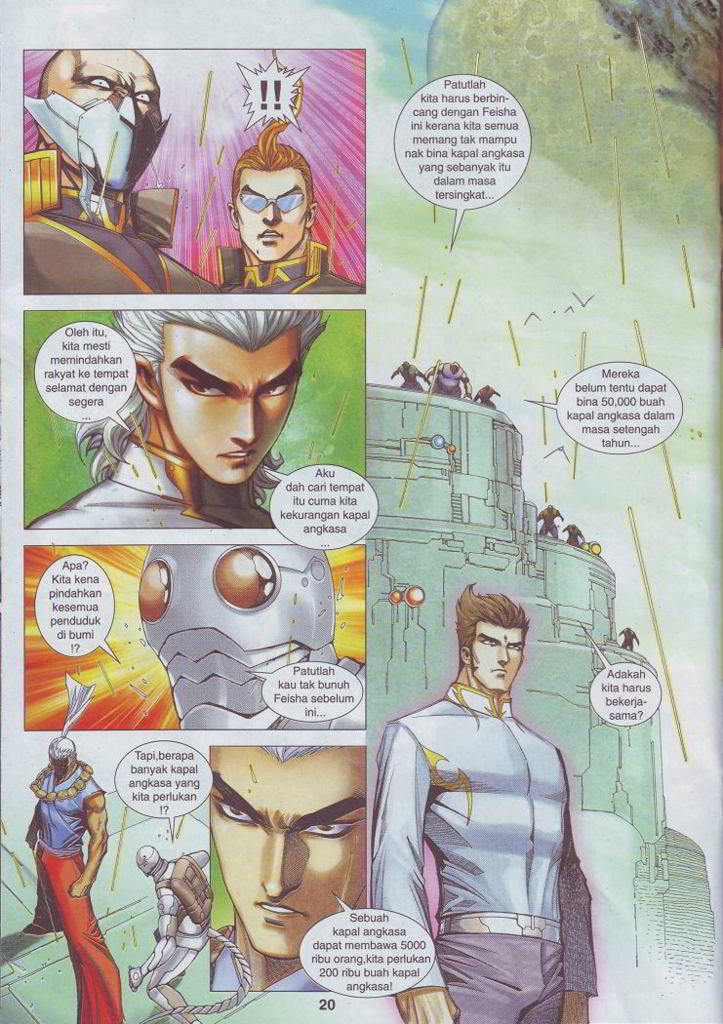 !!
Oleh itu,
kita mesti
memindahkan
rakyat ke tempat
selamat dengan
segera
...
Aku
dah cari tempat
itu cuma kita
kekurangan kapal
angkasa
...
Apa?
Kita kena
pindahkan
kesemua
penduduk
di bumi
!?
Patutlah
kau tak bunuh
Feisha sebelum
ini...
Tapi,berapa
banyak kapal
angkasa yang
kita perlukan
!?
Sebuah
kapal angkasa
dapat membawa 5000
ribu orang,kita perlukan
200 ribu buah kapal
angkasa!
Patutlah
kita harus berbin-
cang dengan Feisha
ini kerana kita semua
memang tak mampu
nak bina kapal angkasa
yang sebanyak itu
dalam masa
tersingkat...
Mereka
belum tentu dapat
bina 50,000 buah
kapal angkasa dalam
masa setengah
tahun...
Adakah
kita harus
bekerja-
sama?
20